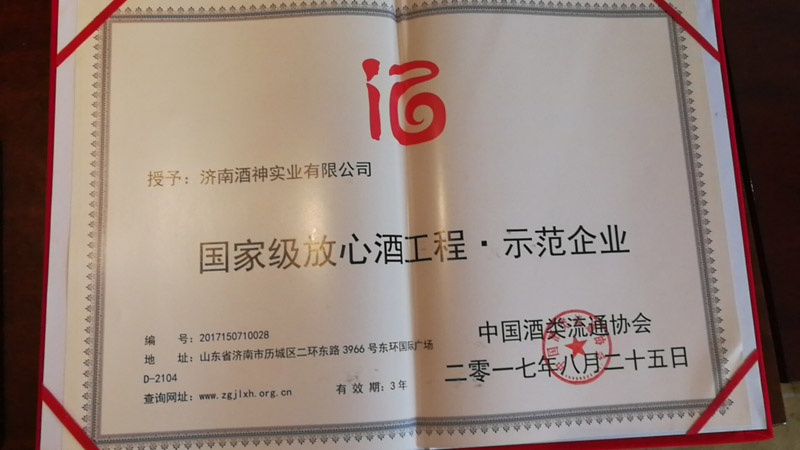 授予：济南酒神实业有限公司
国家级放心酒工程·示范企业
编 号：2017150710028
地 址：山东省济南市历城区二环东路3966号东环国际广场
D-2104
查询网址：www.zgjlxh.org.cn
有效期：3年
中国酒类流通协会
二零一七年八月二十五日